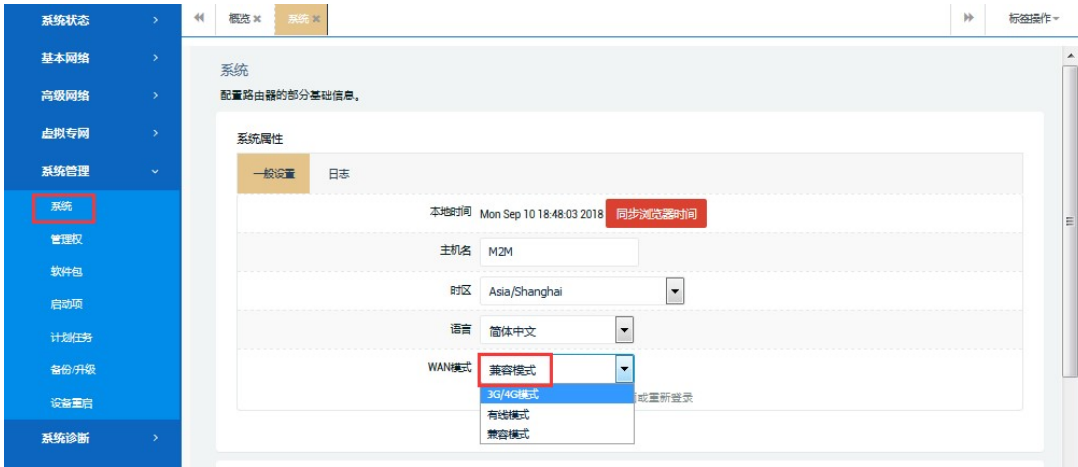 系统状态
基本网络
高级网络
虚拟专网
系统管理
系统
管理权
软件包
启动项
计划任务
备份/升级
设备重启
系统诊断
概览 系统 标签操作
系统
配置路由器的部分基础信息。
系统属性
一般设置 日志
本地时间 Mon Sep 10 18:48:03 2018 同步浏览器时间
主机名 M2M
时区 Asia/Shanghai
语言 简体中文
WAN模式 兼容模式
3G/4G模式
或重新登录
有线模式
兼容模式